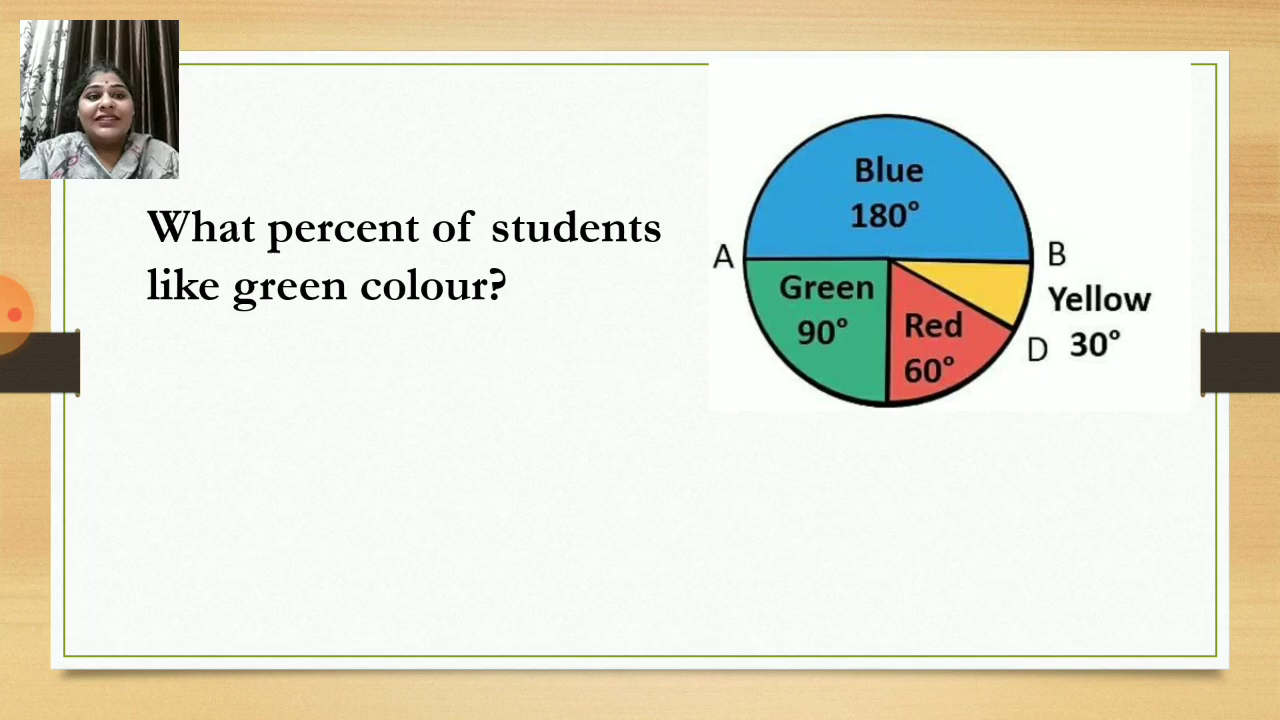 What percent of students
like green colour?
Blue
180°
A
B
Green
90°
Red
60°
Yellow
D
30°